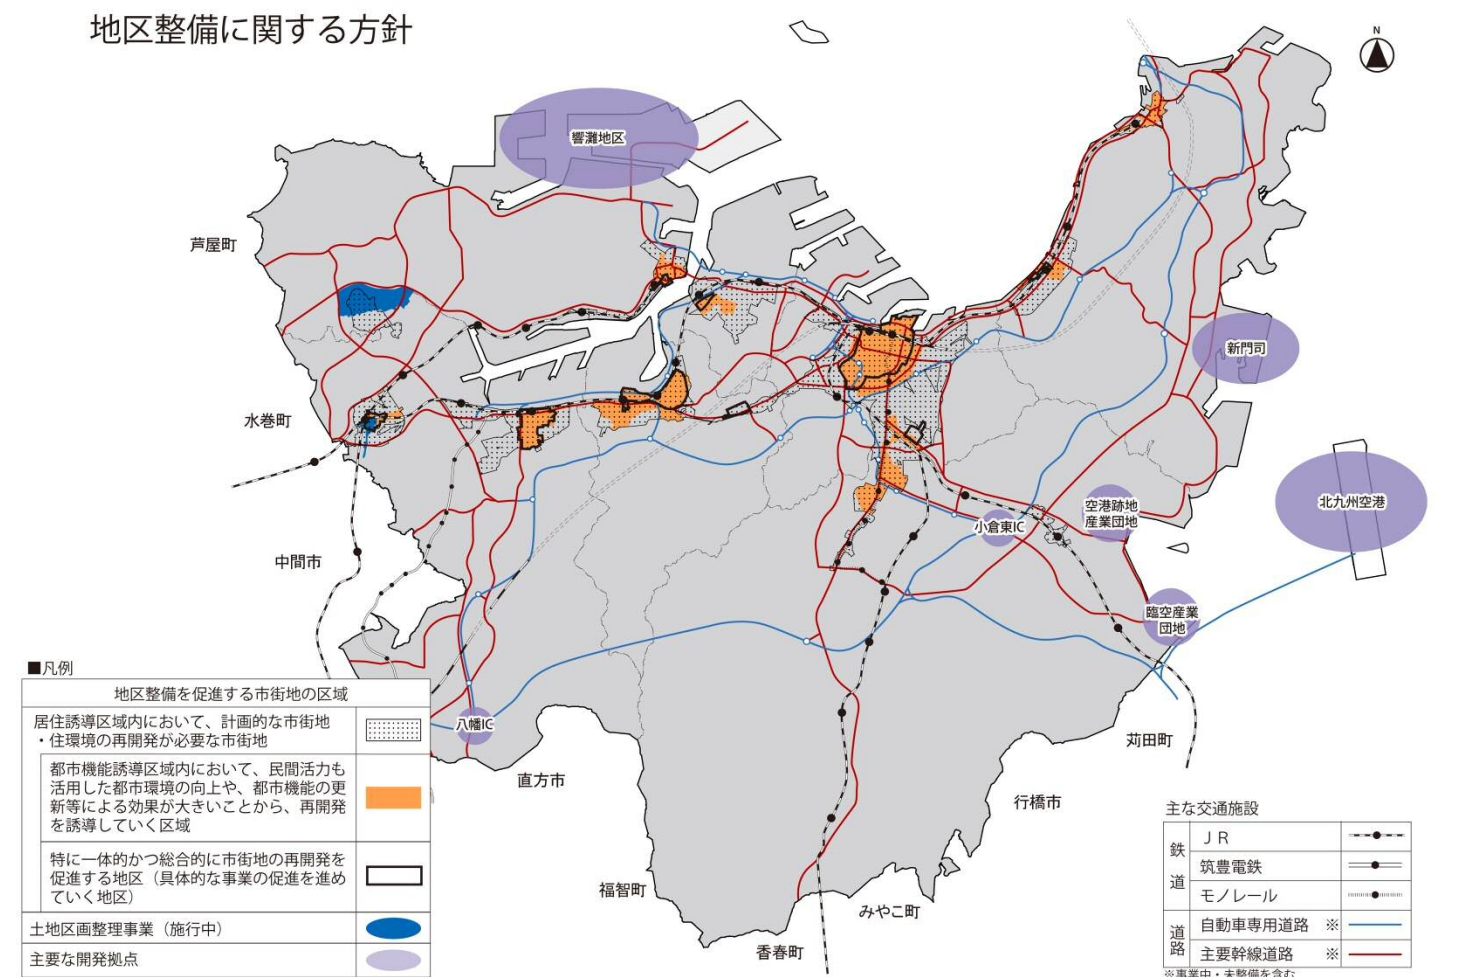 地区整備に関する方針
N
響灘地区
芦屋町
新門司
水巻町
北九州空港
空港跡地
産業団地
小倉東IC
中間市
臨空産業
団地
八幡IC
苅田町
直方市
行橋市
福智町
みやこ町
香春町
■凡例
地区整備を促進する市街地の区域
居住誘導区域内において、計画的な市街地
・住環境の再開発が必要な市街地
都市機能誘導区域内において、民間活力も
活用した都市環境の向上や、都市機能の更
新等による効果が大きいことから、再開発
を誘導していく区域
特に一体的かつ総合的に市街地の再開発を
促進する地区（具体的な事業の促進を進め
ていく地区）
土地区画整理事業（施行中）
主要な開発拠点
主な交通施設
鉄道
ＪＲ
筑豊電鉄
モノレール
道路
自動車専用道路 ※
主要幹線道路 ※
※事業中・未整備を含む